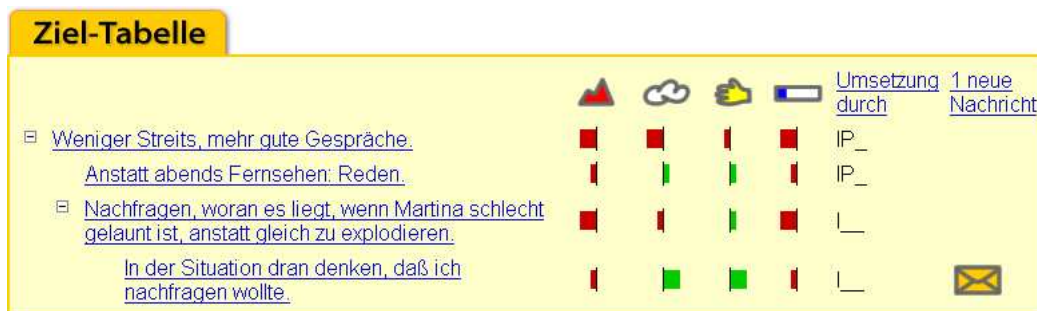 Ziel-Tabelle
Umsetzung durch
1 neue Nachricht
Weniger Streits, mehr gute Gespräche.
IP_
Anstatt abends Fernsehen: Reden.
IP_
Nachfragen, woran es liegt, wenn Martina schlecht
gelaunt ist, anstatt gleich zu explodieren.
I__
In der Situation dran denken, daß ich
nachfragen wollte.
I__